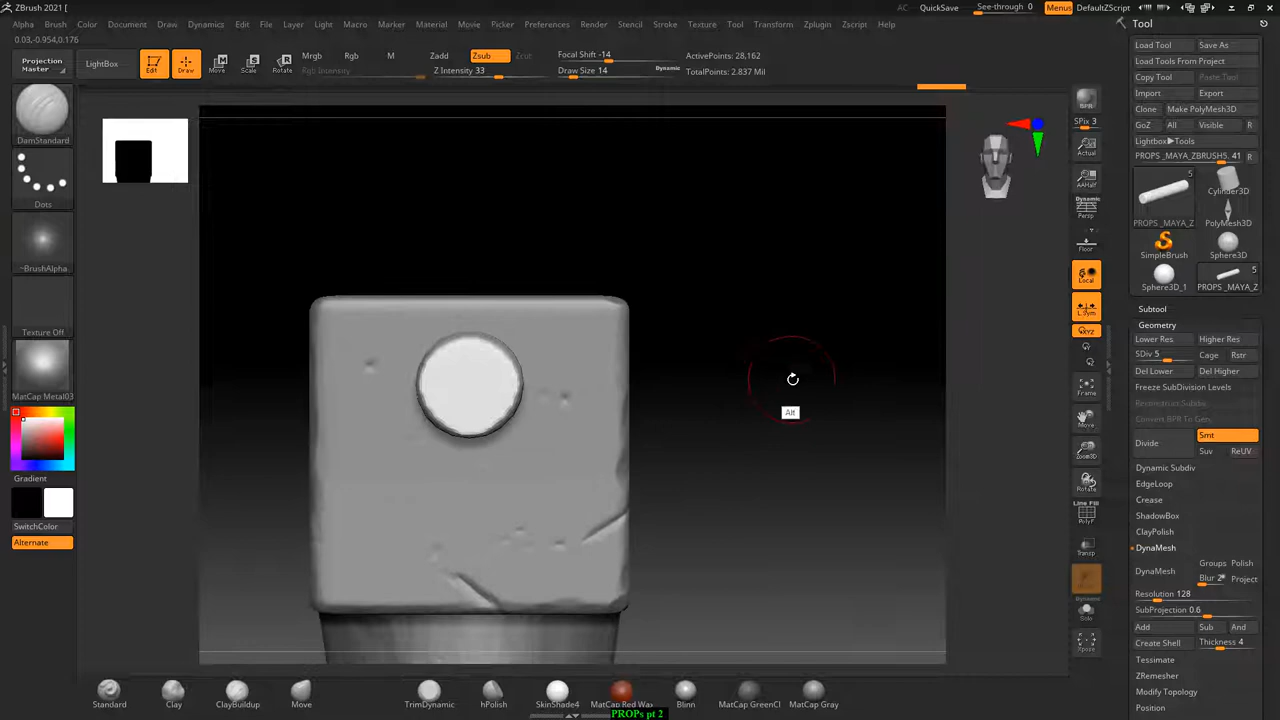 ZBrush 2021 [
AC QuickSave See-through 0 Menus DefaultZScript
Alpha Brush Color Document Draw Dynamics Edit File Layer Light Macro Marker Material Movie Picker Preferences Render Stencil Stroke Texture Tool Transform Zplugin Zscript Help
0.03,-0.954,0.176
Projection
Master
LightBox
Edit
Draw
Move
Scale
Rotate
Mrgb Rgb M
Rgb Intensity
Zadd Zsub Zcut
Z Intensity 33
Focal Shift -14
Draw Size 14
Dynamic
ActivePoints: 28,162
TotalPoints: 2.837 Mil
DamStandard
Dots
~BrushAlpha
Texture Off
MatCap Metal03
Gradient
SwitchColor
Alternate
Alt
BPR
SPix 3
Actual
AAHalf
Dynamic
Persp
Floor
Local
L.Sym
XYZ
Frame
Move
Zoom3D
Rotate
Line Fill
PolyF
Transp
Solo
Xpose
Tool
Load Tool Save As
Load Tools From Project
Copy Tool Paste Tool
Import Export
Clone Make PolyMesh3D
GoZ All Visible R
Lightbox▶Tools
PROPS _MAYA_ZBRUSHS. 41 R
5
Cylinder3D
PROPS_MAYA_Z PolyMesh3D
SimpleBrush Sphere3D
5
Sphere3D_1 PROPS _MAYA_Z
Subtool
Geometry
Lower Res Higher Res
SDiv 5 Cage Rstr
Del Lower Del Higher
Freeze SubDivision Levels
Reconstruct Subdiv
Convert BPR To Geo
Divide
Smt
Suv ReUV
Dynamic Subdiv
EdgeLoop
Crease
ShadowBox
ClayPolish
DynaMesh
DynaMesh
Groups Polish
Blur 2 Project
Resolution 128
SubProjection 0.6
Add Sub And
Create Shell Thickness 4
Tessimate
ZRemesher
Modify Topology
Position
Standard Clay ClayBuildup Move TrimDynamic hPolish SkinShade4 MatCap Red Wax Blinn MatCap GreenCl MatCap Gray
PROPs pt 2